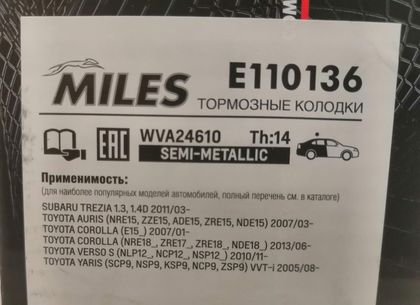 MILES
E110136
ТОРМОЗНЫЕ КОЛОДКИ
EAC
WVA24610 Th:14
SEMI-METALLIC
Применимость:
(для наиболее популярных моделей автомобилей, полный перечень см. в каталоге)
SUBARU TREZIA 1.3, 1.4D 2011/03-
TOYOTA AURIS (NRE15, ZZE15, ADE15, ZRE15, NDE15) 2007/03-
TOYOTA COROLLA (E15_) 2007/01-
TOYOTA COROLLA (NRE18_, ZRE17_, ZRE18_, NDE18_) 2013/06-
TOYOTA VERSO S (NLP12_, NCP12_, NSP12_) 2010/11-
TOYOTA YARIS (SCP9, NSP9, KSP9, NCP9, ZSP9) VVT-i 2005/08-